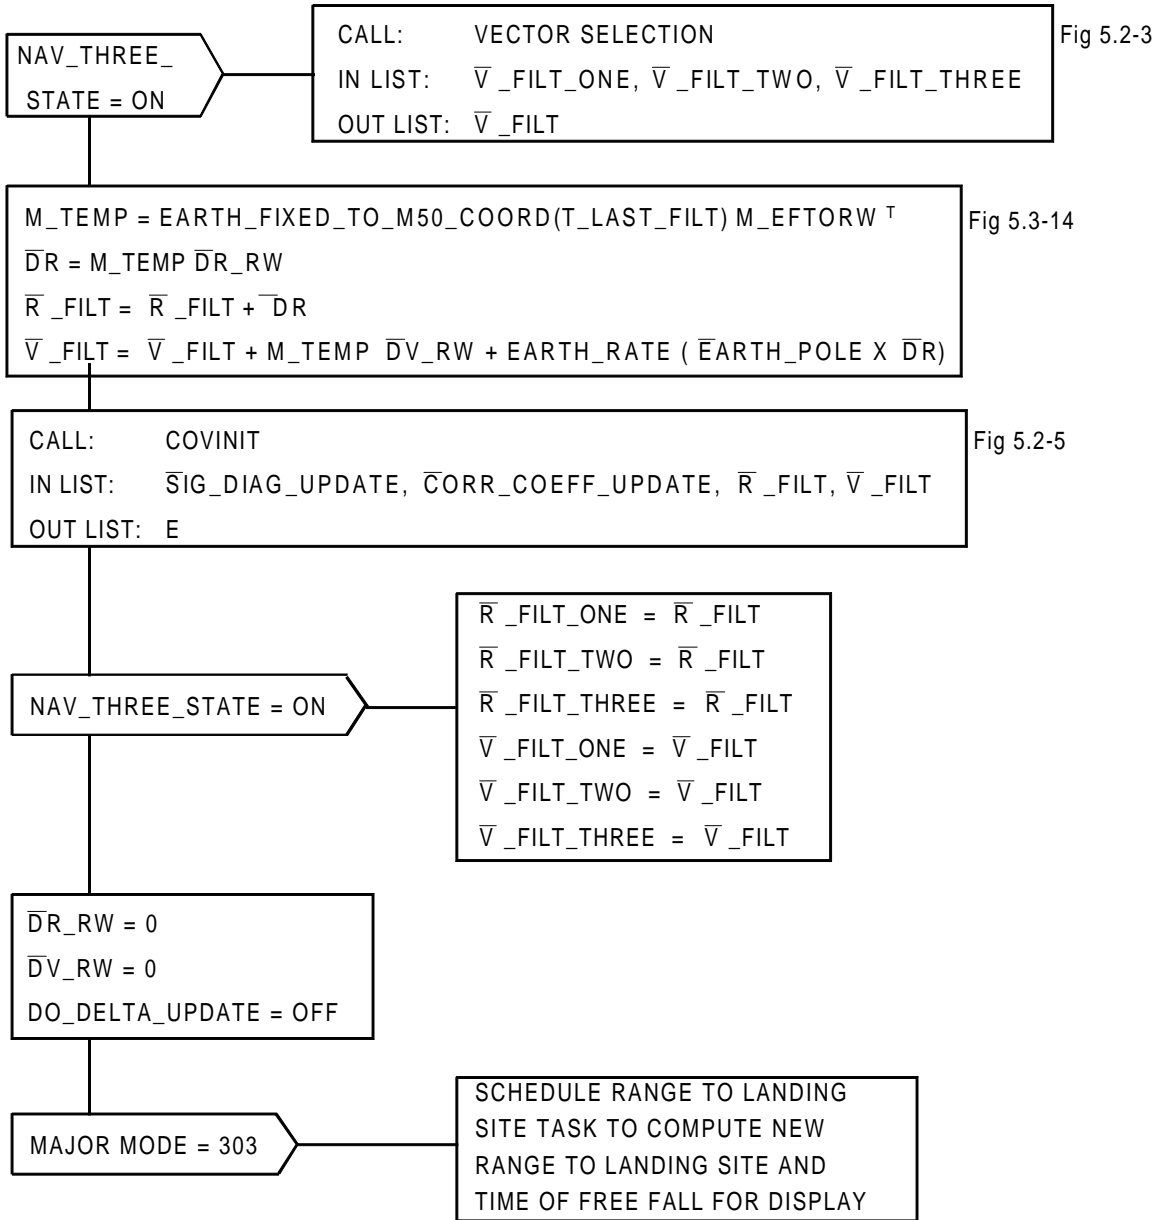 NAV_THREE_
STATE = ON
CALL: VECTOR SELECTION
IN LIST: V̅ _FILT_ONE, V̅ _FILT_TWO, V̅ _FILT_THREE
OUT LIST: V̅ _FILT
Fig 5.2-3
M_TEMP = EARTH_FIXED_TO_M50_COORD(T_LAST_FILT) M_EFTORW ᵀ
D̅R = M_TEMP D̅R_RW
R̅ _FILT = R̅ _FILT + ̅DR
V̅ _FILT = V̅ _FILT + M_TEMP D̅V_RW + EARTH_RATE ( E̅ARTH_POLE X D̅R)
Fig 5.3-14
CALL: COVINIT
IN LIST: S̅IG_DIAG_UPDATE, C̅ORR_COEFF_UPDATE, R̅ _FILT, V̅ _FILT
OUT LIST: E
Fig 5.2-5
NAV_THREE_STATE = ON
R̅ _FILT_ONE = R̅ _FILT
R̅ _FILT_TWO = R̅ _FILT
R̅ _FILT_THREE = R̅ _FILT
V̅ _FILT_ONE = V̅ _FILT
V̅ _FILT_TWO = V̅ _FILT
V̅ _FILT_THREE = V̅ _FILT
D̅R_RW = 0
D̅V_RW = 0
DO_DELTA_UPDATE = OFF
MAJOR MODE = 303
SCHEDULE RANGE TO LANDING
SITE TASK TO COMPUTE NEW
RANGE TO LANDING SITE AND
TIME OF FREE FALL FOR DISPLAY